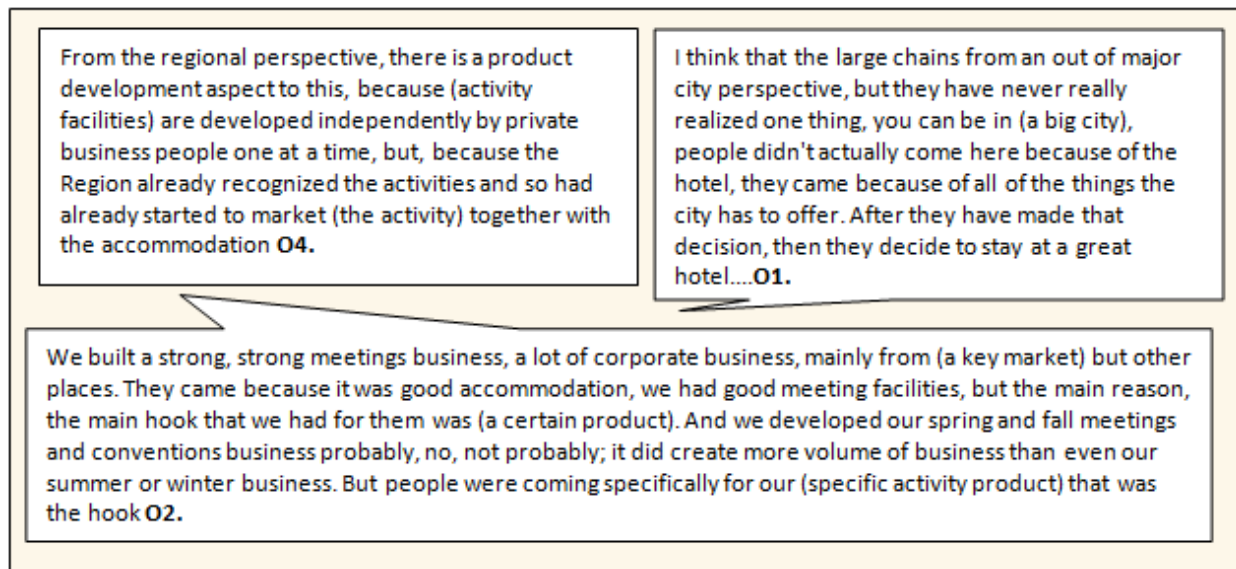 From the regional perspective, there is a product
development aspect to this, because (activity
facilities) are developed independently by private
business people one at a time, but, because the
Region already recognized the activities and so had
already started to market (the activity) together with
the accommodation O4.
I think that the large chains from an out of major
city perspective, but they have never really
realized one thing, you can be in (a big city),
people didn't actually come here because of the
hotel, they came because of all of the things the
city has to offer. After they have made that
decision, then they decide to stay at a great
hotel....O1.
We built a strong, strong meetings business, a lot of corporate business, mainly from (a key market) but other
places. They came because it was good accommodation, we had good meeting facilities, but the main reason,
the main hook that we had for them was (a certain product). And we developed our spring and fall meetings
and conventions business probably, no, not probably; it did create more volume of business than even our
summer or winter business. But people were coming specifically for our (specific activity product) that was
the hook O2.